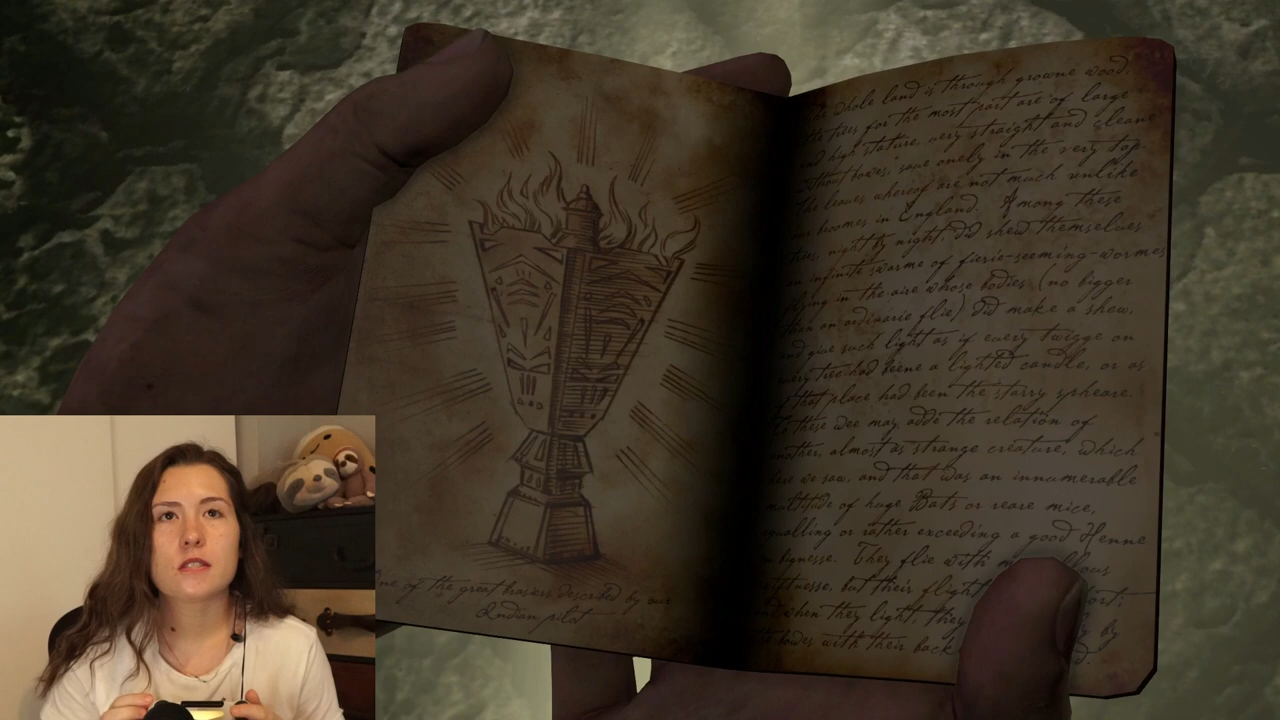 One of the great brasiers described by our
Indian pilot
whole land is through growne wood,
the trees for the most part are of large
and high stature, very straight and cleane
without bowes, save onely in the very top.
The leaves whereof are not much unlike
our broomes in England. Among these
trees, night by night, did shew themselves
an infinite swarme of fierie-seeming-wormes
flying in the aire whose bodies (no bigger
than an ordinarie flie) did make a shew,
and give such light as if every twigge on
every tree had beene a lighted candle, or as
if that place had been the starry spheare.
To these wee may adde the relation of
another, almost as strange creature, which
here we saw, and that was an innumerable
multitude of huge Bats or reare mice,
equalling or rather exceeding a good Henne
in bignesse. They flie with
swiftnesse, but their flight
and when they light, they by
bowes with their back